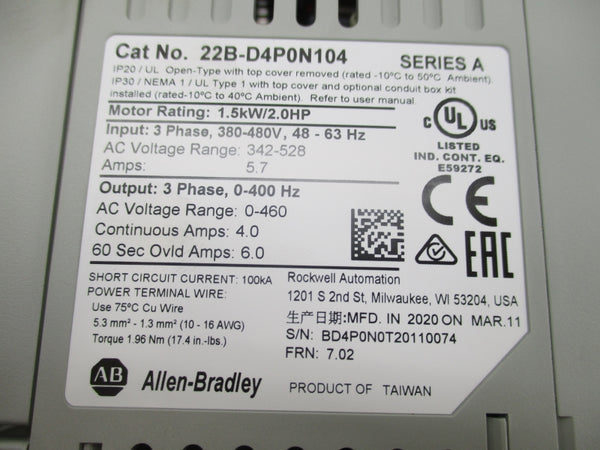 Cat No. 22B-D4P0N104 SERIES A
IP20 / UL Open-Type with top cover removed (rated -10°C to 50°C Ambient).
IP30 / NEMA 1 / UL Type 1 with top cover and optional conduit box kit
installed (rated-10°C to 40°C Ambient). Refer to user manual.
Motor Rating: 1.5kW/2.0HP
Input: 3 Phase, 380-480V, 48 - 63 Hz
AC Voltage Range: 342-528
Amps: 5.7
Output: 3 Phase, 0-400 Hz
AC Voltage Range: 0-460
Continuous Amps: 4.0
60 Sec Ovld Amps: 6.0
C UL US
LISTED
IND. CONT. EQ.
E59272
CE
EAC
SHORT CIRCUIT CURRENT: 100kA
POWER TERMINAL WIRE:
Use 75°C Cu Wire
5.3 mm² - 1.3 mm² (10 - 16 AWG)
Torque 1.96 Nm (17.4 in.-lbs.)
Rockwell Automation
1201 S 2nd St, Milwaukee, WI 53204, USA
生产日期:MFD. IN 2020 ON MAR.11
S/N: BD4P0N0T20110074
FRN: 7.02
AB Allen-Bradley
PRODUCT OF TAIWAN